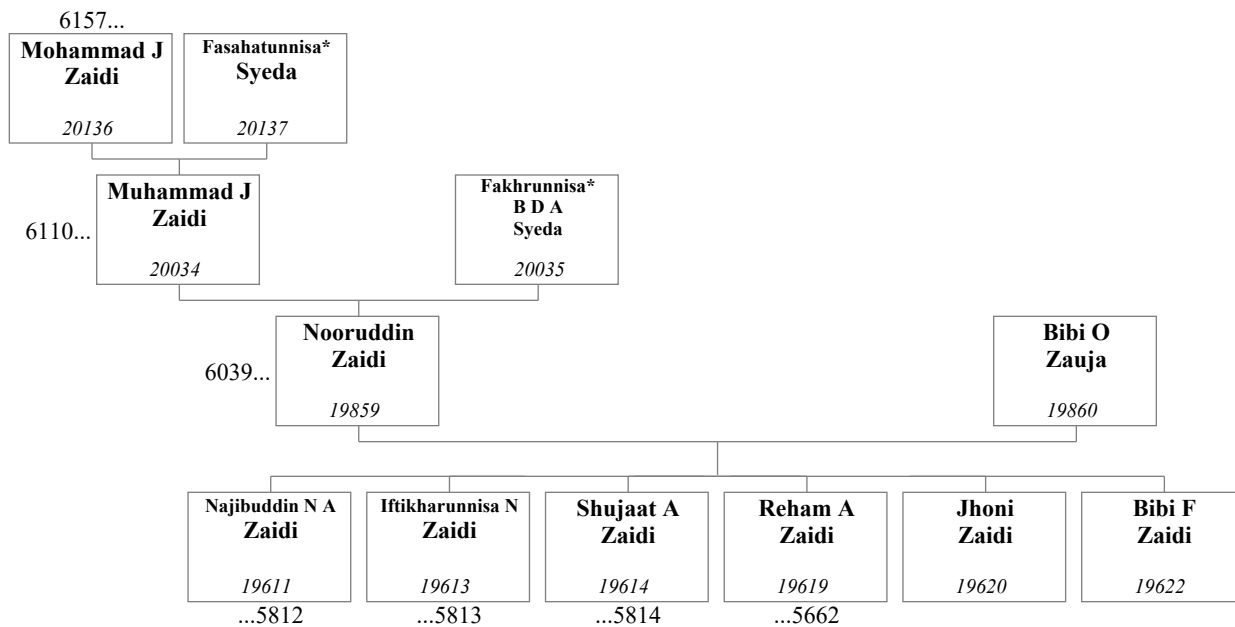 6157...
Mohammad J
Zaidi
20136
Fasahatunnisa*
Syeda
20137
6110...
Muhammad J
Zaidi
20034
Fakhrunnisa*
B D A
Syeda
20035
6039...
Nooruddin
Zaidi
19859
Bibi O
Zauja
19860
Najibuddin N A
Zaidi
19611
...5812
Iftikharunnisa N
Zaidi
19613
...5813
Shujaat A
Zaidi
19614
...5814
Reham A
Zaidi
19619
...5662
Jhoni
Zaidi
19620
Bibi F
Zaidi
19622